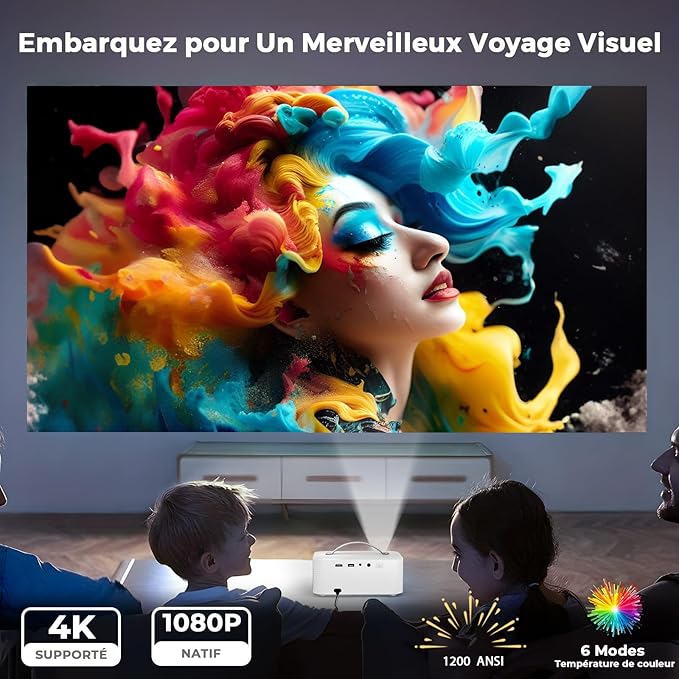 Embarquez pour Un Merveilleux Voyage Visuel
4K
SUPPORTÉ
1080P
NATIF
1200 ANSI
6 Modes
Température de couleur